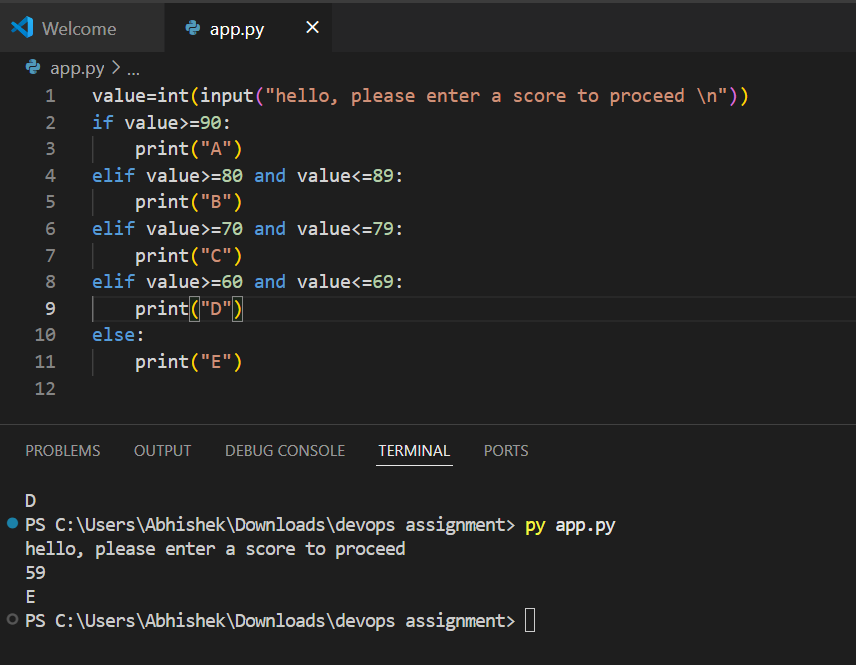 Welcome app.py
app.py > ...
1 value=int(input("hello, please enter a score to proceed \n"))
2 if value>=90:
3     print("A")
4 elif value>=80 and value<=89:
5     print("B")
6 elif value>=70 and value<=79:
7     print("C")
8 elif value>=60 and value<=69:
9     print("D")
10 else:
11     print("E")
12
PROBLEMS OUTPUT DEBUG CONSOLE TERMINAL PORTS
D
PS C:\Users\Abhishek\Downloads\devops assignment> py app.py
hello, please enter a score to proceed
59
E
PS C:\Users\Abhishek\Downloads\devops assignment>